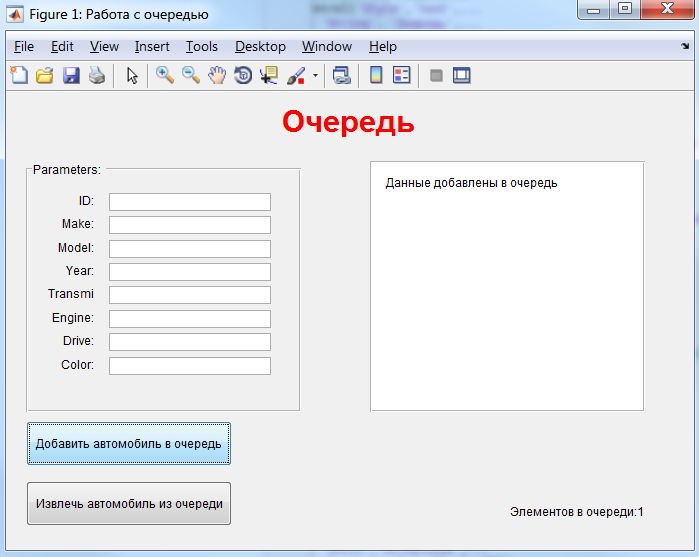 Figure 1: Работа с очередью
File Edit View Insert Tools Desktop Window Help
Очередь
Parameters:
ID:
Make:
Model:
Year:
Transmi
Engine:
Drive:
Color:
Данные добавлены в очередь
Добавить автомобиль в очередь
Извлечь автомобиль из очереди
Элементов в очереди:1